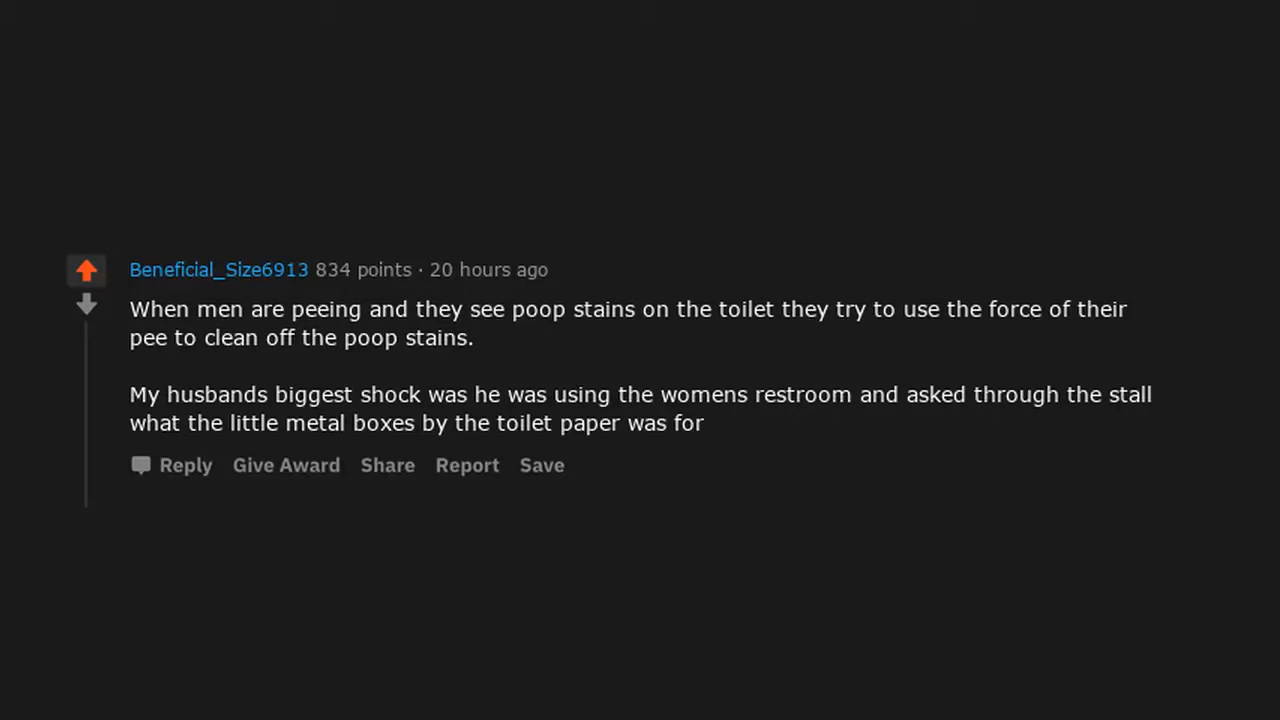 Beneficial_Size6913 834 points · 20 hours ago
When men are peeing and they see poop stains on the toilet they try to use the force of their
pee to clean off the poop stains.
My husbands biggest shock was he was using the womens restroom and asked through the stall
what the little metal boxes by the toilet paper was for
Reply Give Award Share Report Save